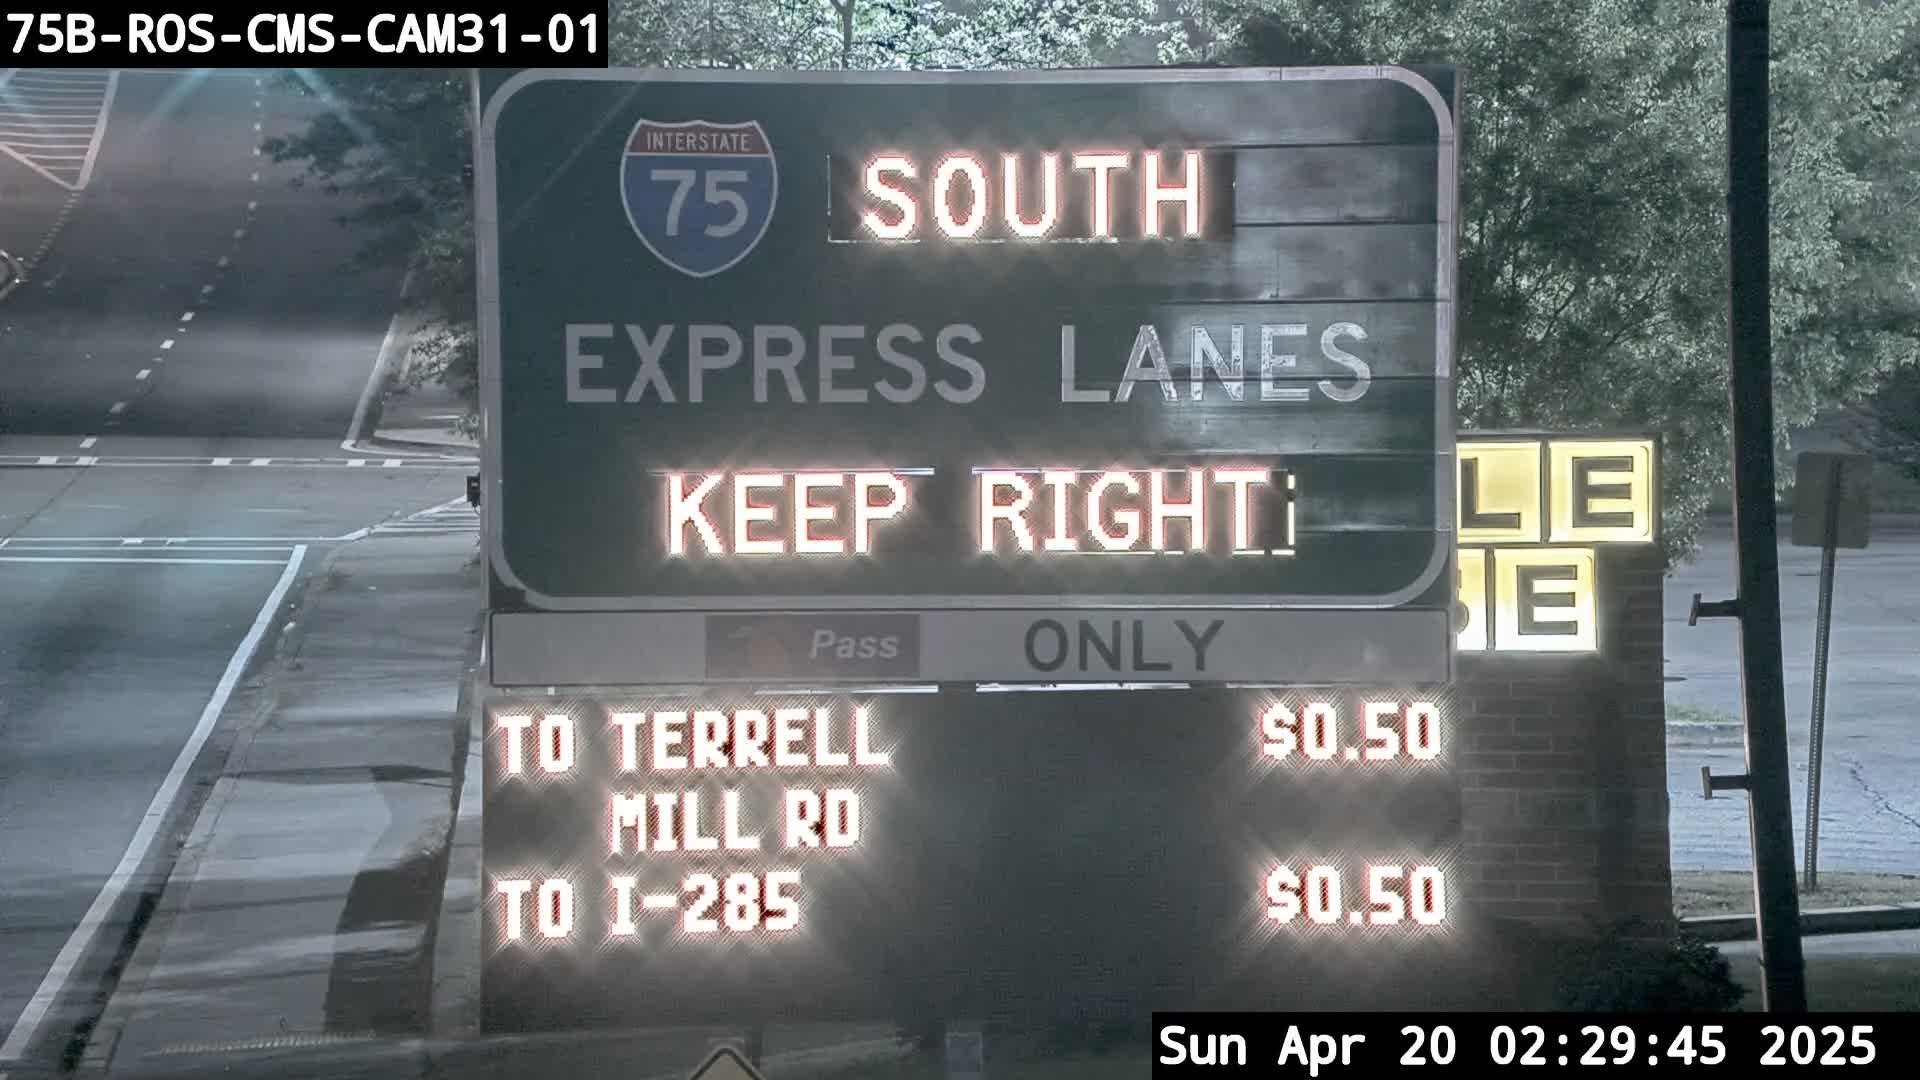 75B-ROS-CMS-CAM31-01
INTERSTATE
75
SOUTH
EXPRESS LANES
KEEP RIGHT
Pass ONLY
TO TERRELL $0.50
MILL RD
TO I-285 $0.50
LE
E
Sun Apr 20 02:29:45 2025